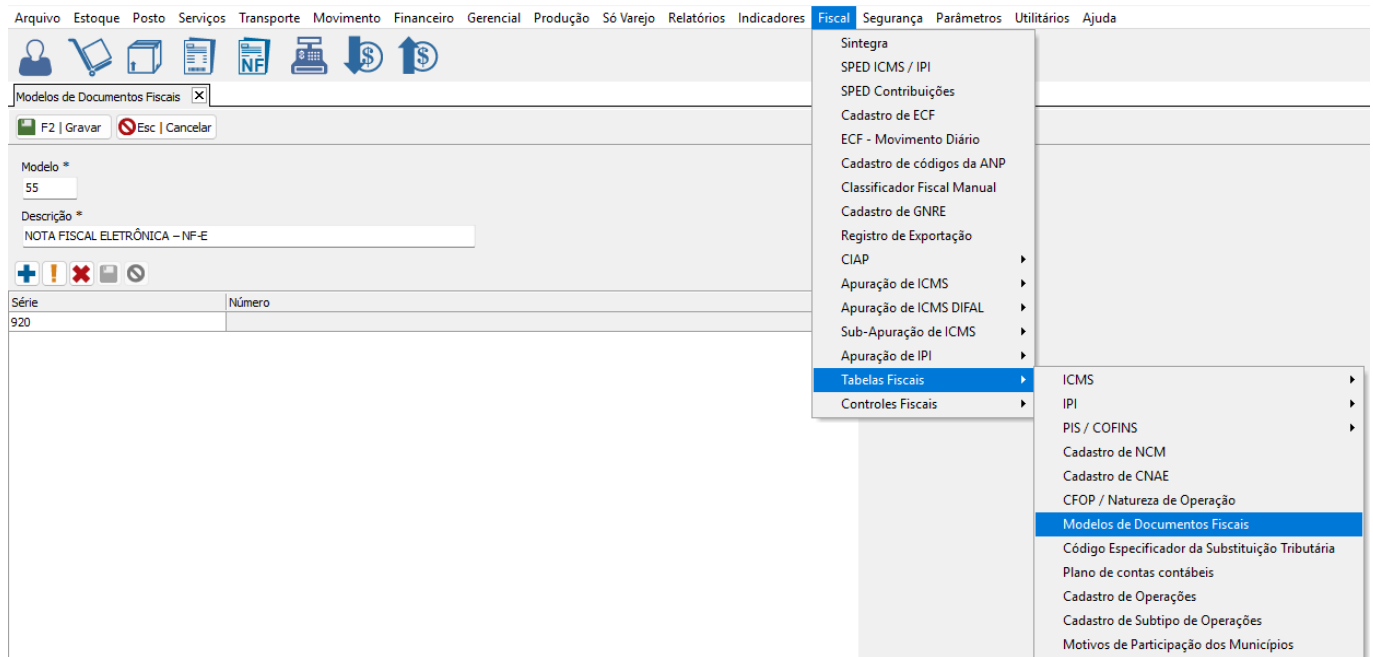 Arquivo Estoque Posto Serviços Transporte Movimento Financeiro Gerencial Produção Só Varejo Relatórios Indicadores Fiscal Segurança Parâmetros Utilitários Ajuda
NF
Modelos de Documentos Fiscais
F2 | Gravar Esc | Cancelar
Modelo *
55
Descrição *
NOTA FISCAL ELETRÔNICA – NF-E
Série Número
920
Sintegra
SPED ICMS / IPI
SPED Contribuições
Cadastro de ECF
ECF - Movimento Diário
Cadastro de códigos da ANP
Classificador Fiscal Manual
Cadastro de GNRE
Registro de Exportação
CIAP
Apuração de ICMS
Apuração de ICMS DIFAL
Sub-Apuração de ICMS
Apuração de IPI
Tabelas Fiscais
Controles Fiscais
ICMS
IPI
PIS / COFINS
Cadastro de NCM
Cadastro de CNAE
CFOP / Natureza de Operação
Modelos de Documentos Fiscais
Código Especificador da Substituição Tributária
Plano de contas contábeis
Cadastro de Operações
Cadastro de Subtipo de Operações
Motivos de Participação dos Municípios